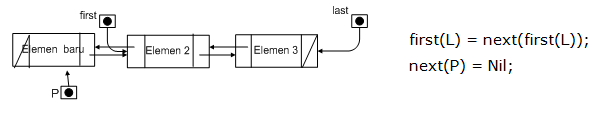 first
last
Elemen baru
Elemen 2
Elemen 3
P
first(L) = next(first(L));
next(P) = Nil;